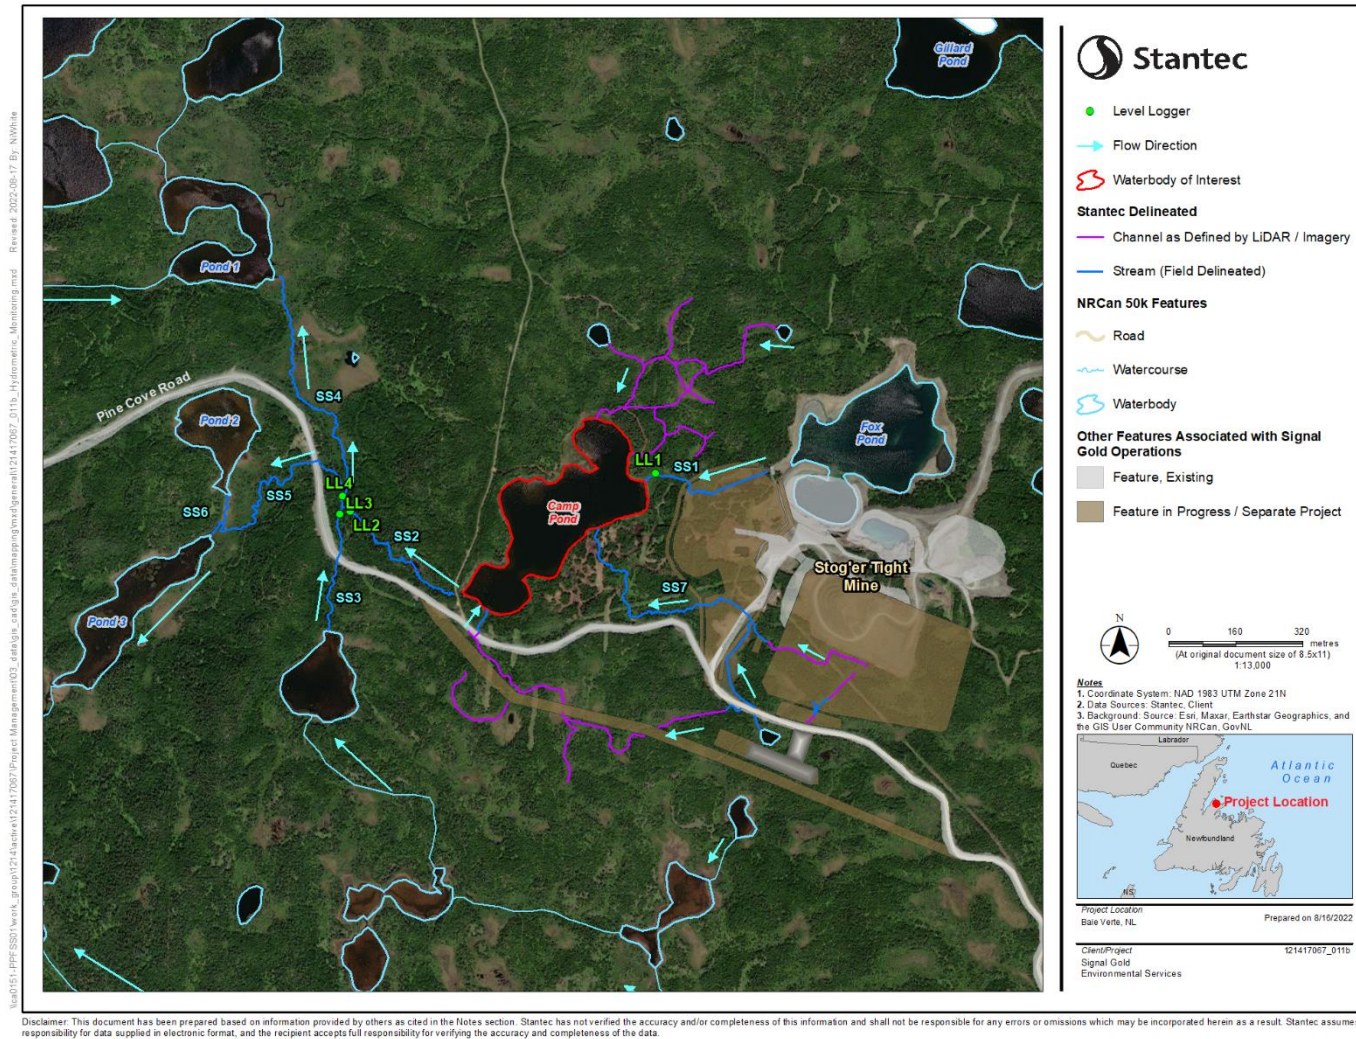 Gillard
Pond
Pond 1
Pine Cove Road
Pond 2
SS4
Fox
Pond
LL1
SS1
LL4
LL3
LL2
SS5
SS6
Camp
Pond
SS2
Stog'er Tight
Mine
SS3
SS7
Pond 3
Stantec
Level Logger
Flow Direction
Waterbody of Interest
Stantec Delineated
Channel as Defined by LiDAR / Imagery
Stream (Field Delineated)
NRCan 50k Features
Road
Watercourse
Waterbody
Other Features Associated with Signal
Gold Operations
Feature, Existing
Feature in Progress / Separate Project
N
0 160 320
metres
(At original document size of 8.5x11)
1:13,000
Notes
1. Coordinate System: NAD 1983 UTM Zone 21N
2. Data Sources: Stantec, Client
3. Background: Source: Esri, Maxar, Earthstar Geographics, and
the GIS User Community NRCan, GovNL
Labrador
Quebec
Atlantic
Ocean
Project Location
Newfoundland
NS
Project Location
Baie Verte, NL
Prepared on 8/16/2022
Client/Project
121417067_011b
Signal Gold
Environmental Services
Revised: 2022-08-17 By: NiWhite
Disclaimer: This document has been prepared based on information provided by others as cited in the Notes section. Stantec has not verified the accuracy and/or completeness of this information and shall not be responsible for any errors or omissions which may be incorporated herein as a result. Stantec assumes
responsibility for data supplied in electronic format, and the recipient accepts full responsibility for verifying the accuracy and completeness of the data.